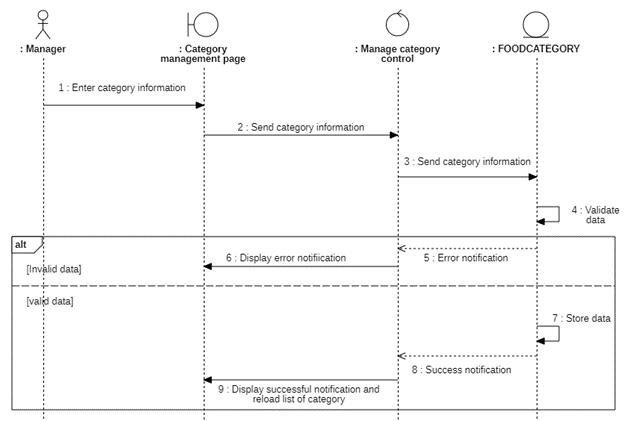 : Manager
: Category
management page
: Manage category
control
: FOODCATEGORY
1 : Enter category information
2 : Send category information
3 : Send category information
4 : Validate
data
alt
6 : Display error notifiication
5 : Error notification
[Invalid data]
[valid data]
7 : Store data
8 : Success notification
9 : Display successful notification and
reload list of category